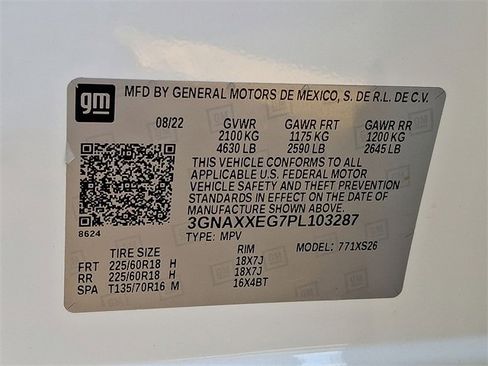 gm
MFD BY GENERAL MOTORS DE MEXICO, S. DE R.L. DE C.V.
08/22 GVWR GAWR FRT GAWR RR
2100 KG 1175 KG 1200 KG
4630 LB 2590 LB 2645 LB
THIS VEHICLE CONFORMS TO ALL
APPLICABLE U.S. FEDERAL MOTOR
VEHICLE SAFETY AND THEFT PREVENTION
STANDARDS IN EFFECT ON THE DATE OF
MANUFACTURE SHOWN ABOVE.
8624
3GNAXXEG7PL103287
TYPE: MPV MODEL: 771XS26
TIRE SIZE RIM
FRT 225/60R18 H 18X7J
RR 225/60R18 H 18X7J
SPA T135/70R16 M 16X4BT